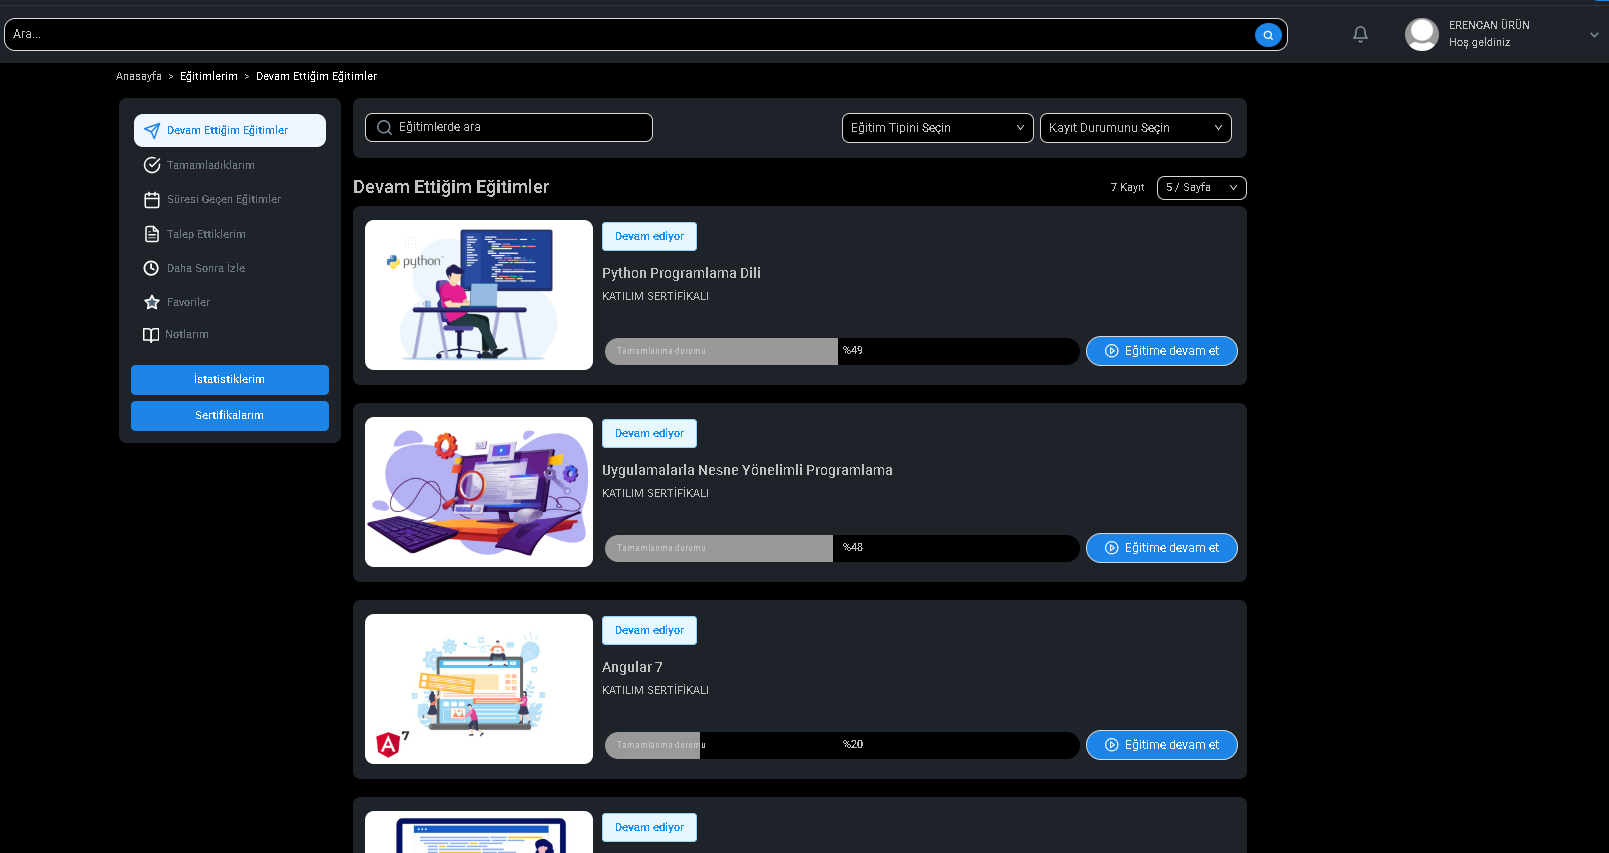 Ara...
ERENCAN ÜRÜN
Hoş geldiniz
Anasayfa > Eğitimlerim > Devam Ettiğim Eğitimler
Devam Ettiğim Eğitimler
Tamamladıklarım
Süresi Geçen Eğitimler
Talep Ettiklerim
Daha Sonra İzle
Favoriler
Notlarım
İstatistiklerim
Sertifikalarım
Eğitimlerde ara
Eğitim Tipini Seçin
Kayıt Durumunu Seçin
Devam Ettiğim Eğitimler
7 Kayıt
5 / Sayfa
python
Devam ediyor
Python Programlama Dili
KATILIM SERTİFİKALI
Tamamlanma durumu
%49
Eğitime devam et
Devam ediyor
Uygulamalarla Nesne Yönelimli Programlama
KATILIM SERTİFİKALI
Tamamlanma durumu
%48
Eğitime devam et
A 7
Devam ediyor
Angular 7
KATILIM SERTİFİKALI
Tamamlanma durumu
%20
Eğitime devam et
Devam ediyor